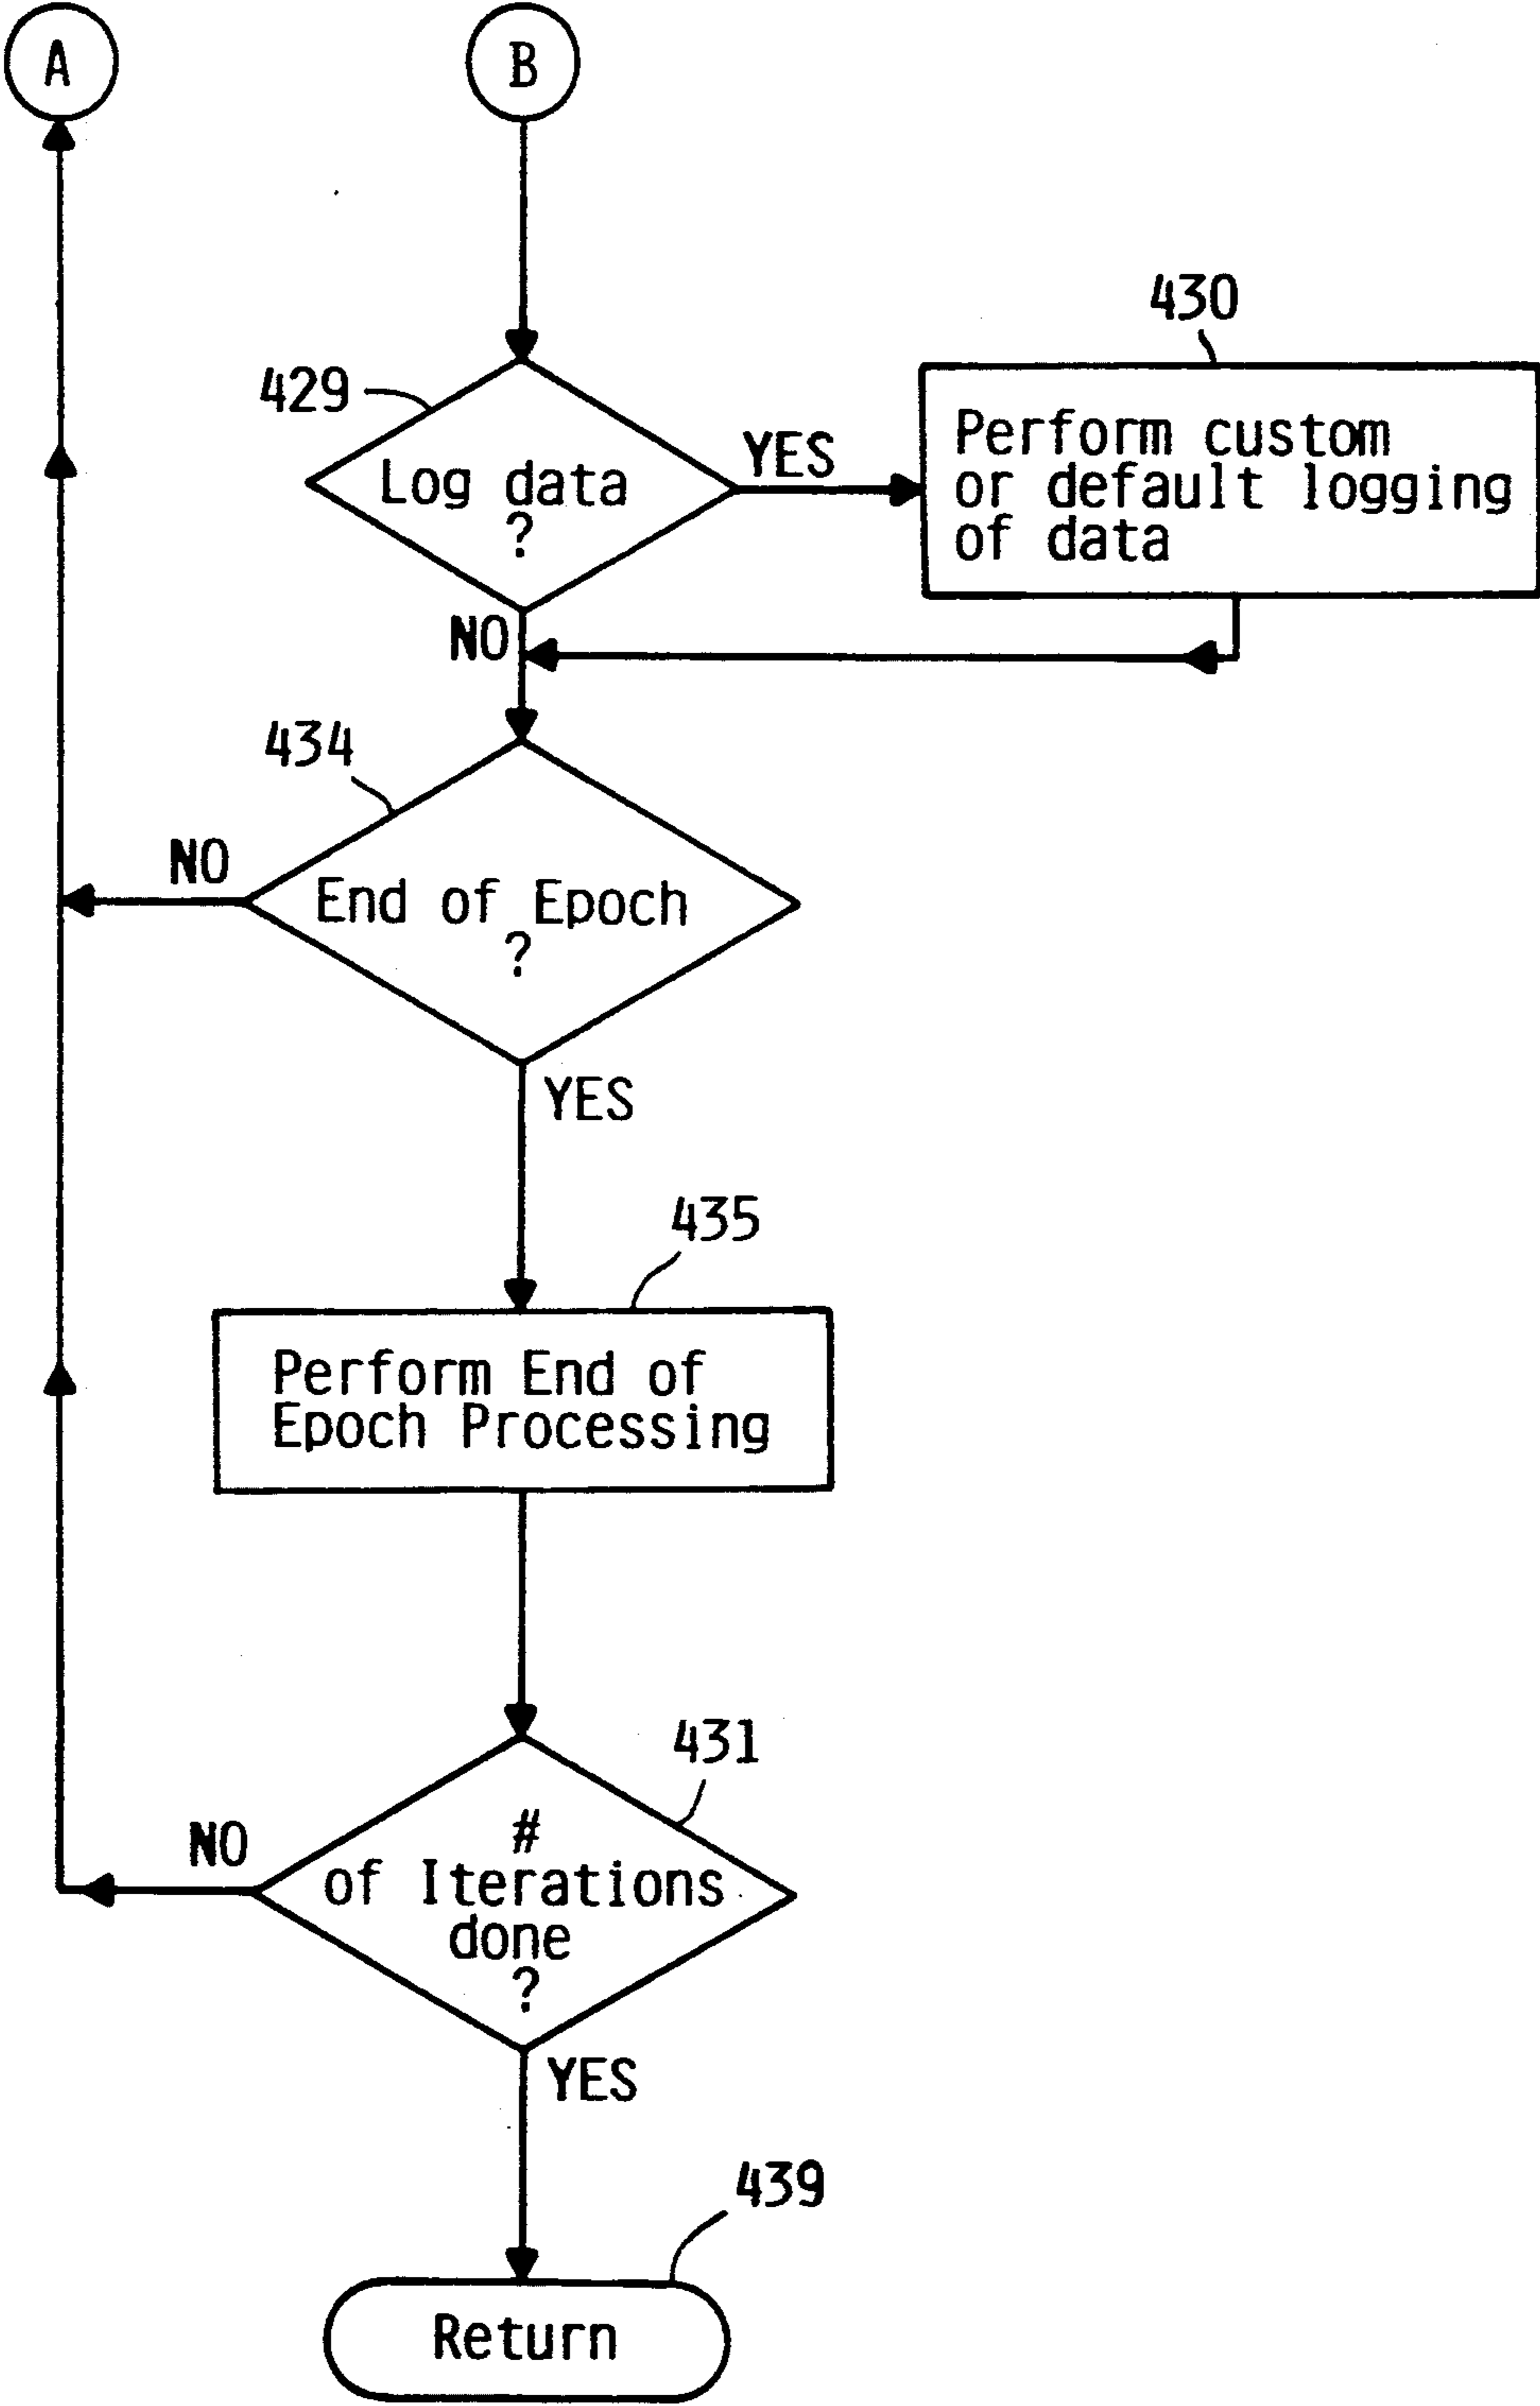 A
B
430
429
Perform custom
or default logging
of data
YES
Log data
?
NO
434
NO
End of Epoch
?
YES
435
Perform End of
Epoch Processing
431
NO
#
of Iterations
done
?
YES
439
Return